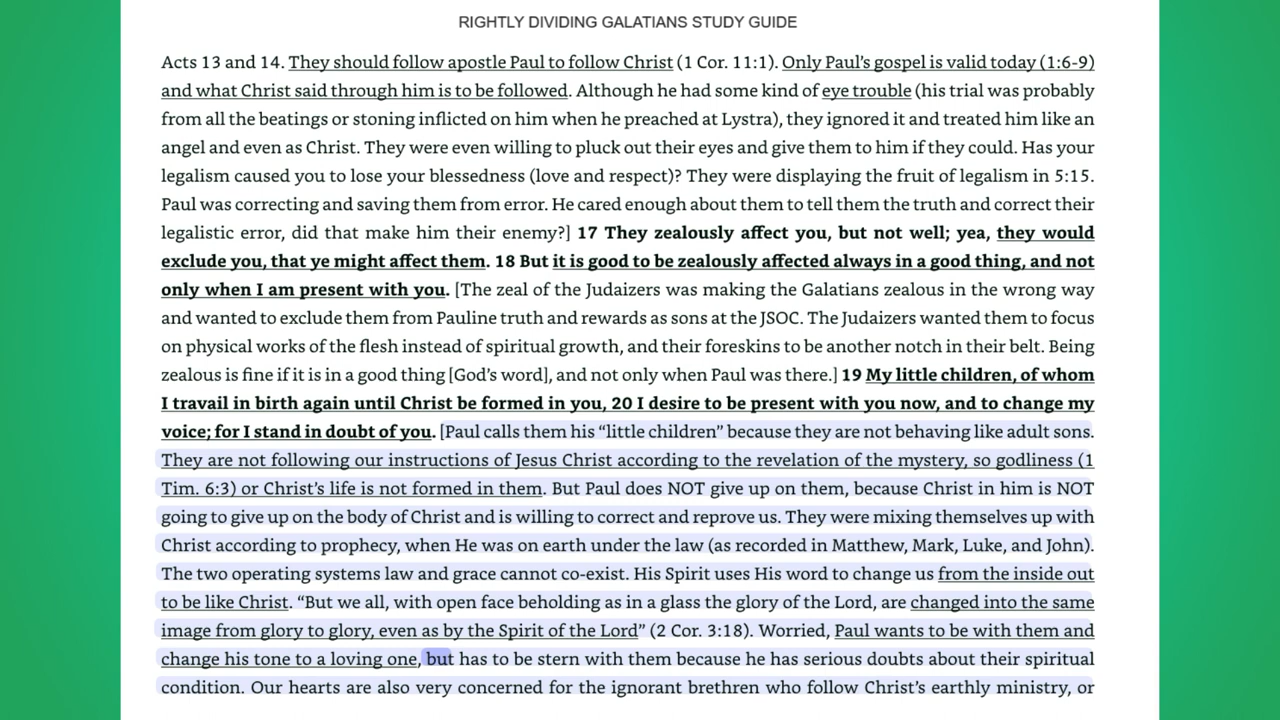 RIGHTLY DIVIDING GALATIANS STUDY GUIDE
Acts 13 and 14. They should follow apostle Paul to follow Christ (1 Cor. 11:1). Only Paul's gospel is valid today (1:6-9)
and what Christ said through him is to be followed. Although he had some kind of eye trouble (his trial was probably
from all the beatings or stoning inflicted on him when he preached at Lystra), they ignored it and treated him like an
angel and even as Christ. They were even willing to pluck out their eyes and give them to him if they could. Has your
legalism caused you to lose your blessedness (love and respect)? They were displaying the fruit of legalism in 5:15.
Paul was correcting and saving them from error. He cared enough about them to tell them the truth and correct their
legalistic error, did that make him their enemy?] 17 They zealously affect you, but not well; yea, they would
exclude you, that ye might affect them. 18 But it is good to be zealously affected always in a good thing, and not
only when I am present with you. [The zeal of the Judaizers was making the Galatians zealous in the wrong way
and wanted to exclude them from Pauline truth and rewards as sons at the JSOC. The Judaizers wanted them to focus
on physical works of the flesh instead of spiritual growth, and their foreskins to be another notch in their belt. Being
zealous is fine if it is in a good thing [God's word], and not only when Paul was there.] 19 My little children, of whom
I travail in birth again until Christ be formed in you, 20 I desire to be present with you now, and to change my
voice; for I stand in doubt of you. [Paul calls them his “little children” because they are not behaving like adult sons.
They are not following our instructions of Jesus Christ according to the revelation of the mystery, so godliness (1
Tim. 6:3) or Christ's life is not formed in them. But Paul does NOT give up on them, because Christ in him is NOT
going to give up on the body of Christ and is willing to correct and reprove us. They were mixing themselves up with
Christ according to prophecy, when He was on earth under the law (as recorded in Matthew, Mark, Luke, and John).
The two operating systems law and grace cannot co-exist. His Spirit uses His word to change us from the inside out
to be like Christ. “But we all, with open face beholding as in a glass the glory of the Lord, are changed into the same
image from glory to glory, even as by the Spirit of the Lord” (2 Cor. 3:18). Worried, Paul wants to be with them and
change his tone to a loving one, but has to be stern with them because he has serious doubts about their spiritual
condition. Our hearts are also very concerned for the ignorant brethren who follow Christ's earthly ministry, or